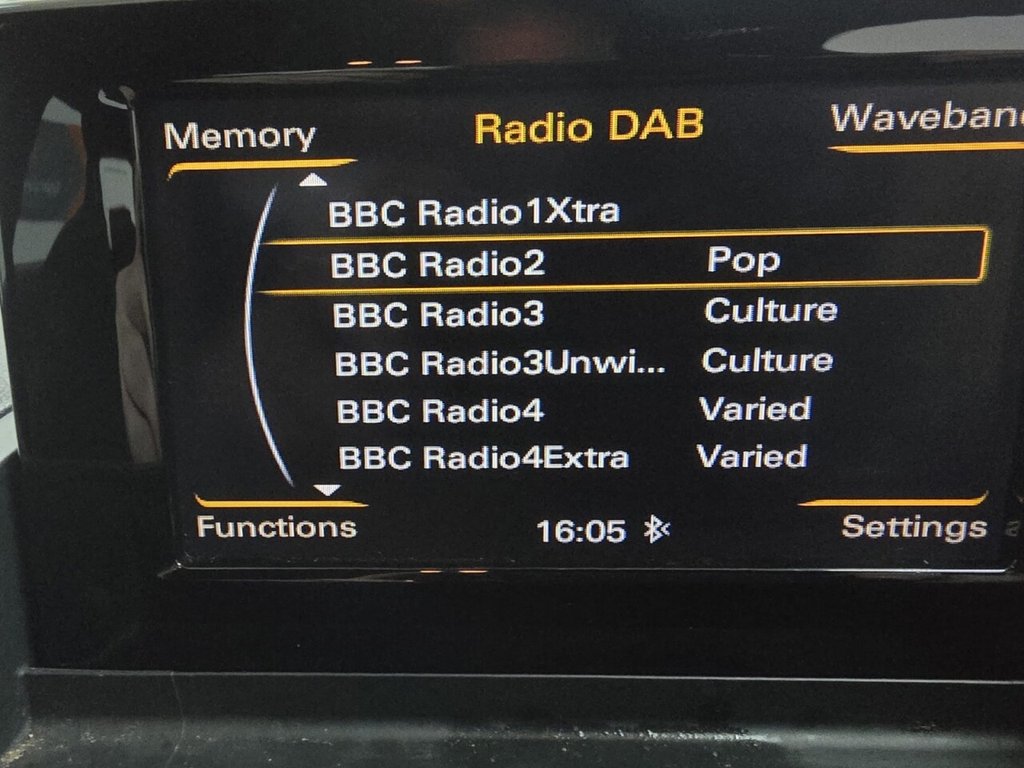 Memory Radio DAB
BBC Radio1Xtra
BBC Radio2 Pop
BBC Radio3 Culture
BBC Radio3Unwi... Culture
BBC Radio4 Varied
BBC Radio4Extra Varied
Functions 16:05 Settings